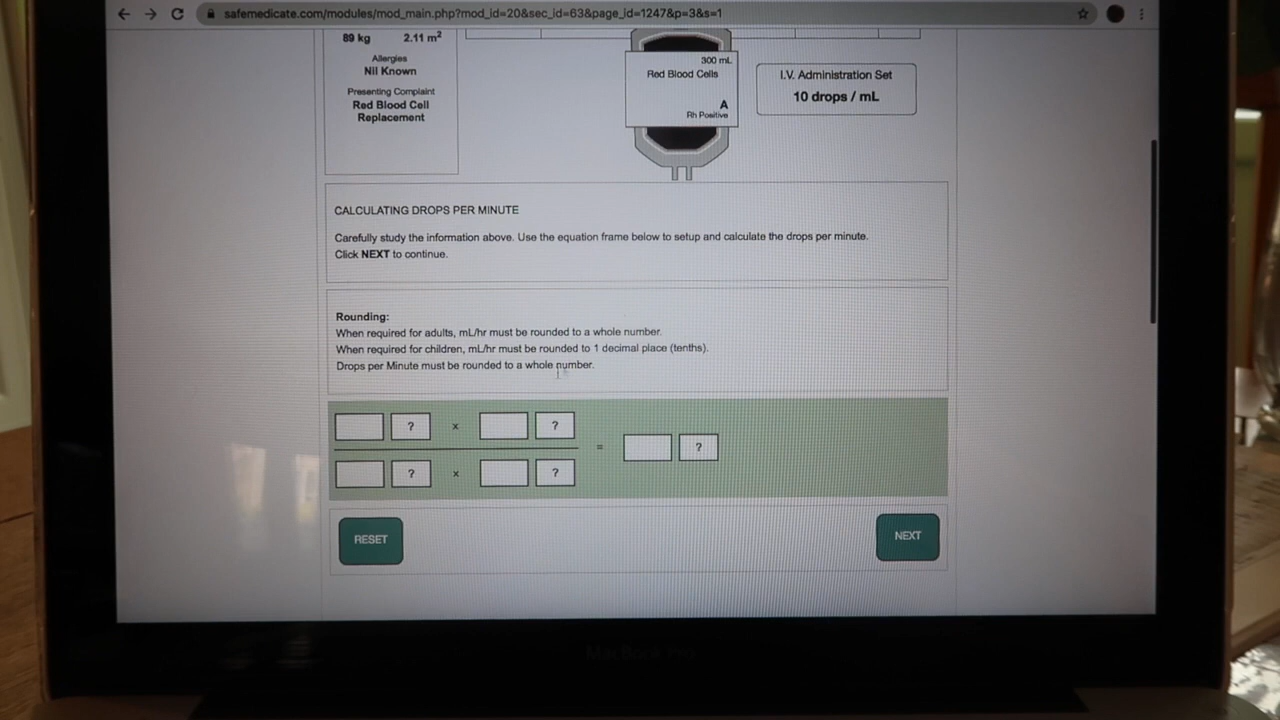 safemedicate.com/modules/mod_main.php?mod_id=20&sec_id=63&page_id=1247&p=3&s=1
89 kg 2.11 m²
Allergies
Nil Known
Presenting Complaint
Red Blood Cell
Replacement
300 mL
Red Blood Cells
A
Rh Positive
I.V. Administration Set
10 drops / mL
CALCULATING DROPS PER MINUTE
Carefully study the information above. Use the equation frame below to setup and calculate the drops per minute.
Click NEXT to continue.
Rounding:
When required for adults, mL/hr must be rounded to a whole number.
When required for children, mL/hr must be rounded to 1 decimal place (tenths).
Drops per Minute must be rounded to a whole number.
? x ?
= ?
? x ?
RESET
NEXT
MacBook Pro